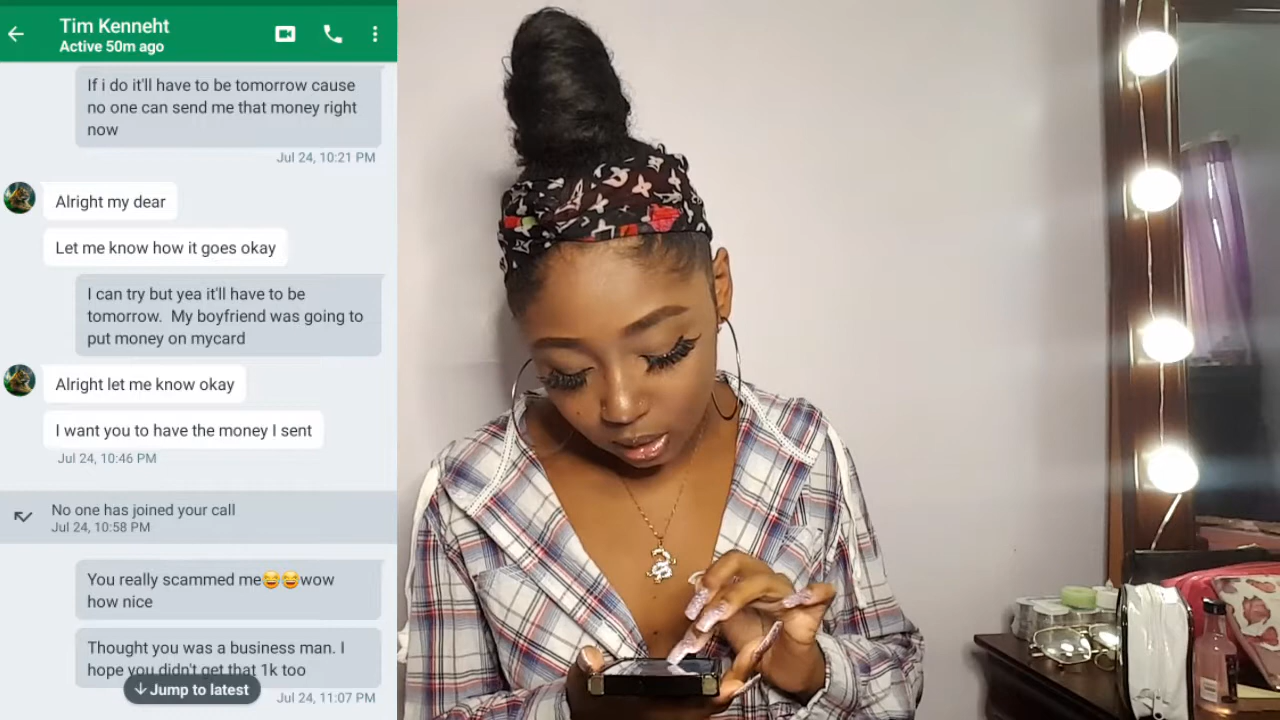 Tim Kenneht
Active 50m ago
If i do it'll have to be tomorrow cause
no one can send me that money right
now
Jul 24, 10:21 PM
Alright my dear
Let me know how it goes okay
I can try but yea it'll have to be
tomorrow.  My boyfriend was going to
put money on mycard
Alright let me know okay
I want you to have the money I sent
Jul 24, 10:46 PM
No one has joined your call
Jul 24, 10:58 PM
You really scammed me😂😂wow
how nice
Thought you was a business man. I
hope you didn't get that 1k too
Jump to latest
Jul 24, 11:07 PM